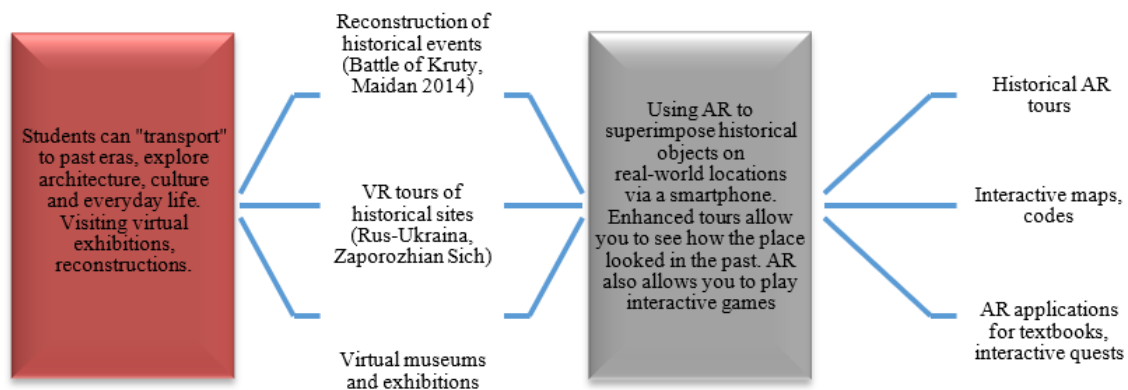 Students can "transport"
to past eras, explore
architecture, culture
and everyday life.
Visiting virtual
exhibitions,
reconstructions.
Reconstruction of
historical events
(Battle of Kruty,
Maidan 2014)
VR tours of
historical sites
(Rus-Ukraina,
Zaporozhian Sich)
Virtual museums
and exhibitions
Using AR to
superimpose historical
objects on
real-world locations
via a smartphone.
Enhanced tours allow
you to see how the place
looked in the past. AR
also allows you to play
interactive games
Historical AR
tours
Interactive maps,
codes
AR applications
for textbooks,
interactive quests